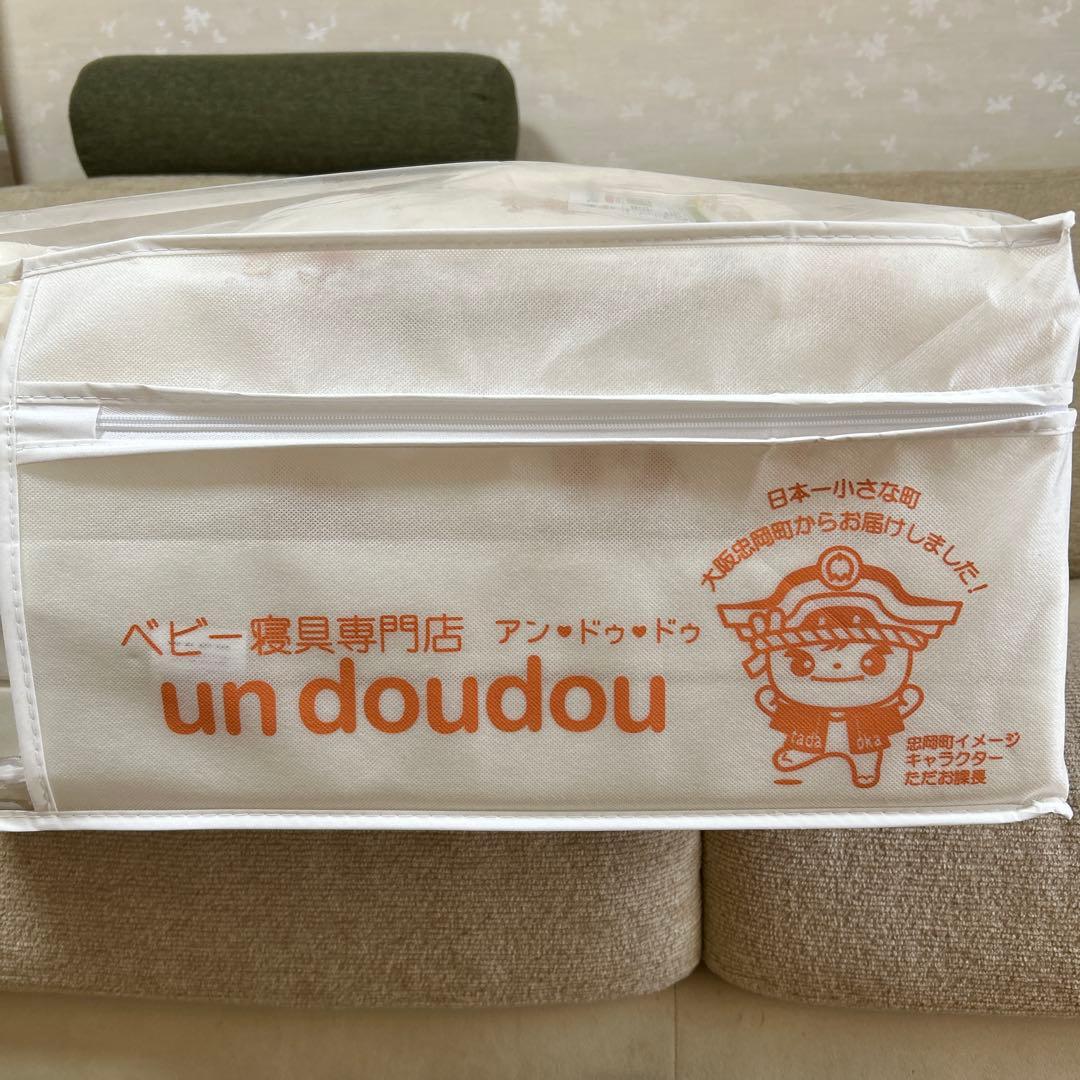 日本一小さな町
大阪忠岡町からお届けしました!
ベビー寝具専門店 アン♥ドゥ♥ドゥ
un doudou
tada oka
忠岡町イメージ
キャラクター
ただお課長